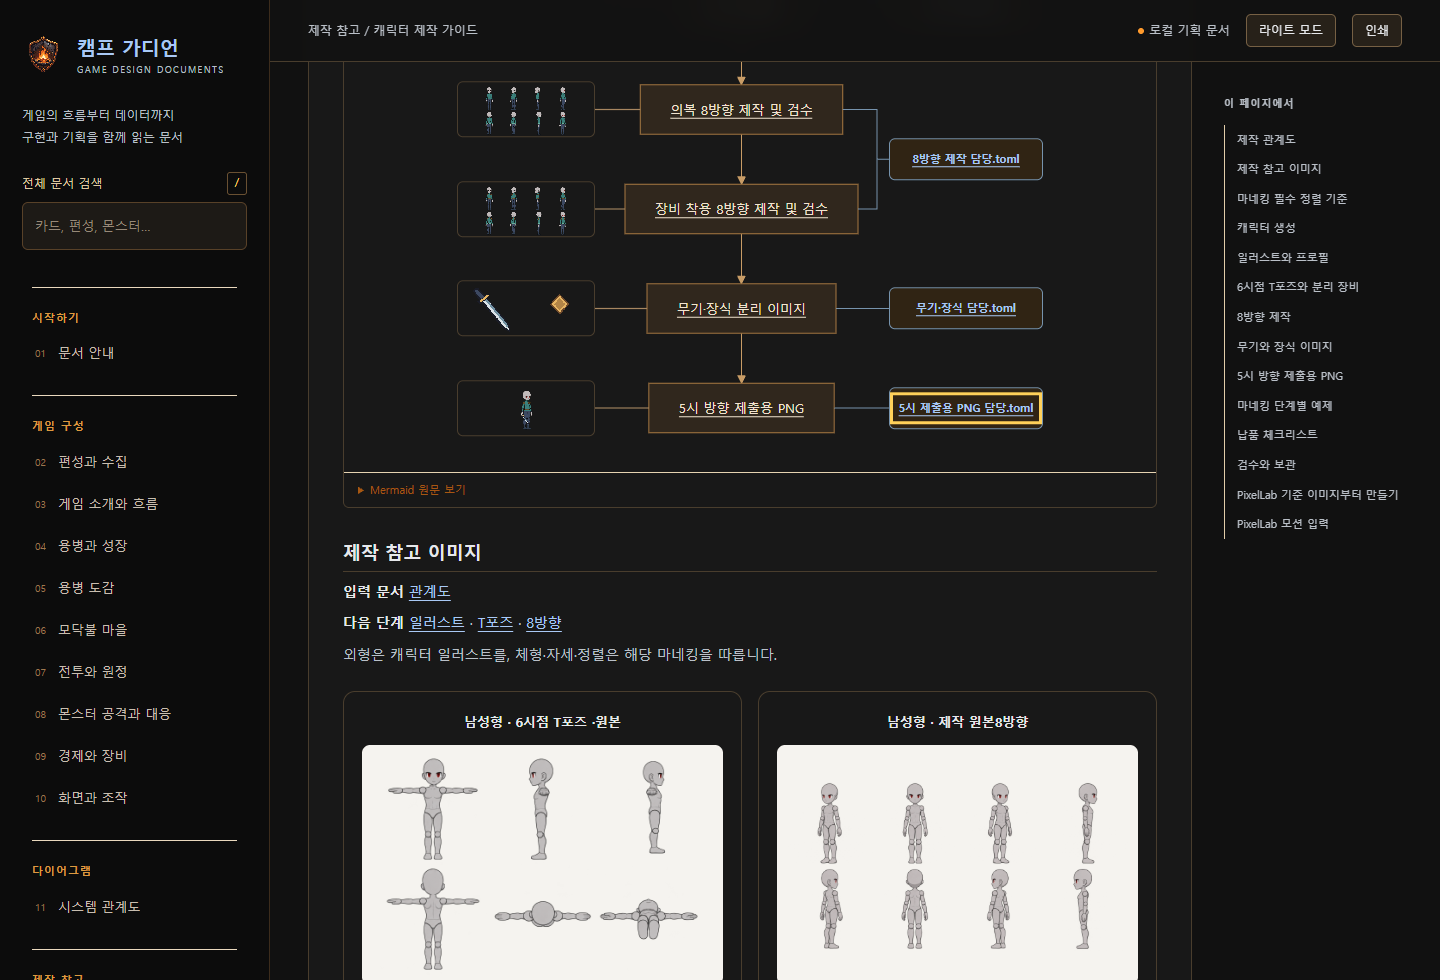 캠프 가디언
GAME DESIGN DOCUMENTS
게임의 흐름부터 데이터까지
구현과 기획을 함께 읽는 문서
전체 문서 검색
/
카드, 편성, 몬스터...
시작하기
01 문서 안내
게임 구성
02 편성과 수집
03 게임 소개와 흐름
04 용병과 성장
05 용병 도감
06 모닥불 마을
07 전투와 원정
08 몬스터 공격과 대응
09 경제와 장비
10 화면과 조작
다이어그램
11 시스템 관계도
제작 참고
제작 참고 / 캐릭터 제작 가이드
로컬 기획 문서
라이트 모드
인쇄
의복 8방향 제작 및 검수
8방향 제작 담당.toml
장비 착용 8방향 제작 및 검수
무기·장식 분리 이미지
무기·장식 담당.toml
5시 방향 제출용 PNG
5시 제출용 PNG 담당.toml
▶ Mermaid 원문 보기
제작 참고 이미지
입력 문서 관계도
다음 단계 일러스트 · T포즈 · 8방향
외형은 캐릭터 일러스트를, 체형·자세·정렬은 해당 마네킹을 따릅니다.
남성형 · 6시점 T포즈 ·원본
남성형 · 제작 원본8방향
이 페이지에서
제작 관계도
제작 참고 이미지
마네킹 필수 정렬 기준
캐릭터 생성
일러스트와 프로필
6시점 T포즈와 분리 장비
8방향 제작
무기와 장식 이미지
5시 방향 제출용 PNG
마네킹 단계별 예제
납품 체크리스트
검수와 보관
PixelLab 기준 이미지부터 만들기
PixelLab 모션 입력